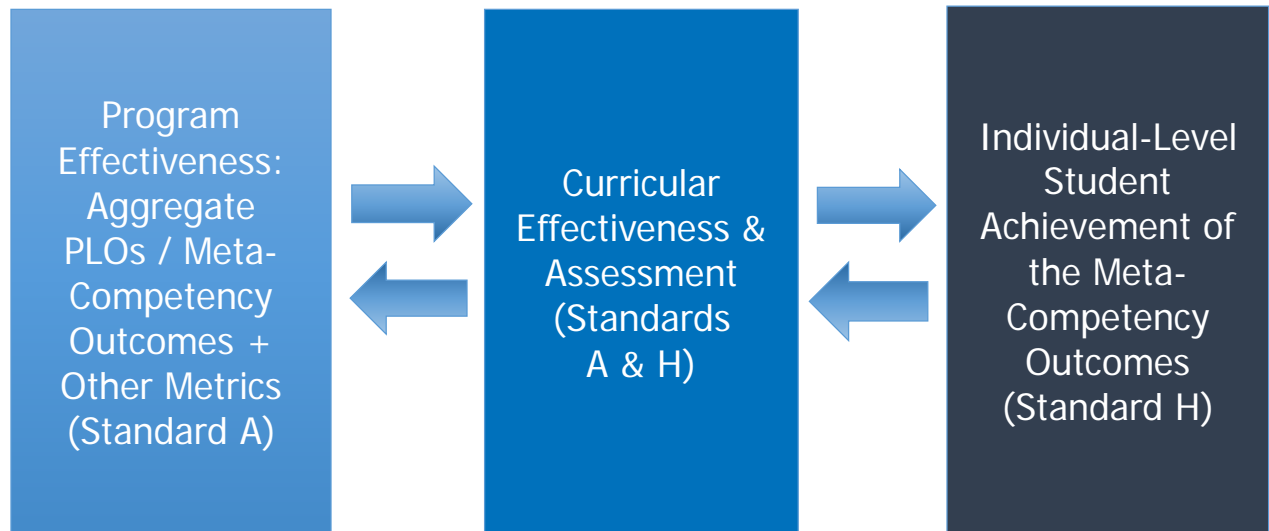 Program
Effectiveness:
Aggregate
PLOs / Meta-
Competency
Outcomes +
Other Metrics
(Standard A)
Curricular
Effectiveness &
Assessment
(Standards
A & H)
Individual-Level
Student
Achievement of
the Meta-
Competency
Outcomes
(Standard H)